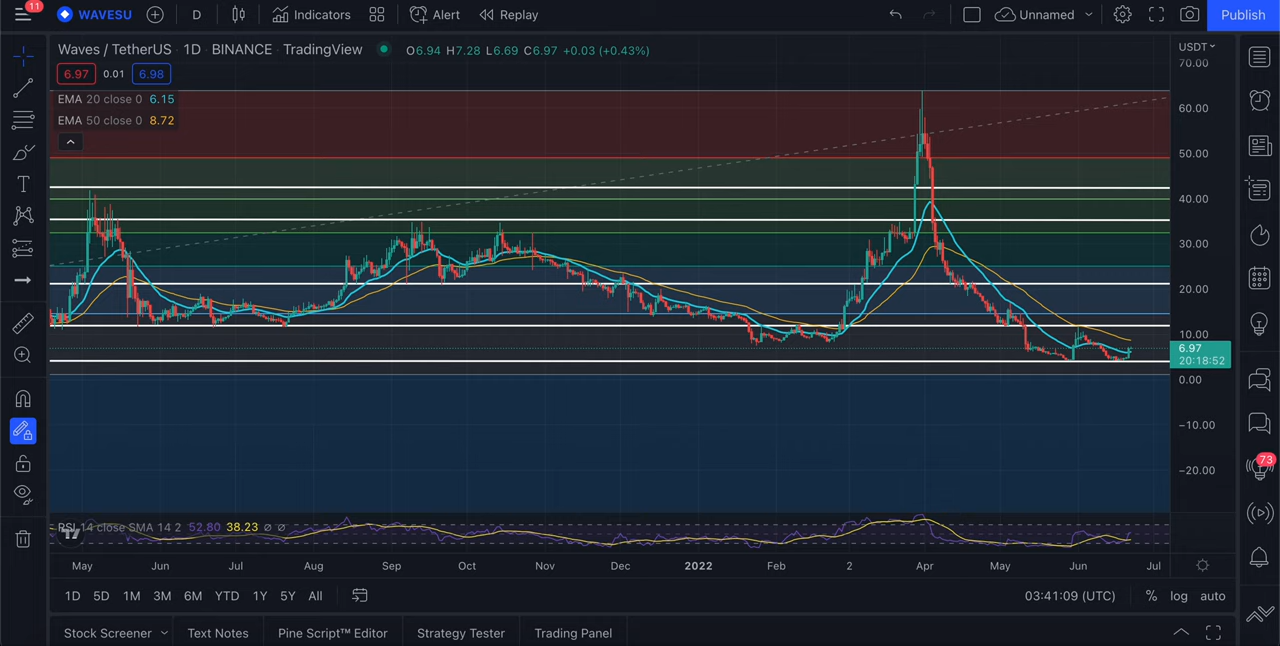 11
WAVESU D Indicators Alert Replay Unnamed Publish
Waves / TetherUS · 1D · BINANCE · TradingView O6.94 H7.28 L6.69 C6.97 +0.03 (+0.43%)
USDT
6.97 0.01 6.98
EMA 20 close 0 6.15
EMA 50 close 0 8.72
70.00
60.00
50.00
40.00
30.00
20.00
10.00
6.97
20:18:52
0.00
−10.00
−20.00
73
RSI 14 close SMA 14 2 52.80 38.23 ∅ ∅
May Jun Jul Aug Sep Oct Nov Dec 2022 Feb 2 Apr May Jun Jul
1D 5D 1M 3M 6M YTD 1Y 5Y All 03:41:09 (UTC) % log auto
Stock Screener Text Notes Pine Script™ Editor Strategy Tester Trading Panel